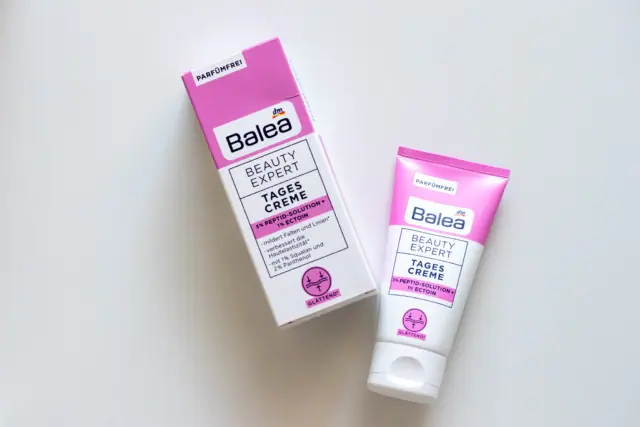 PARFÜMFREI
dm
Balea
BEAUTY
EXPERT
TAGES
CREME
5% PEPTID-SOLUTION +
1% ECTOIN
- mildert Falten und Linien*
- verbessert die
Hautelastizität*
- mit 1% Squalan und
2% Panthenol
GLÄTTEND*
PARFÜMFREI
dm
Balea
BEAUTY
EXPERT
TAGES
CREME
5% PEPTID-SOLUTION +
1% ECTOIN
GLÄTTEND*